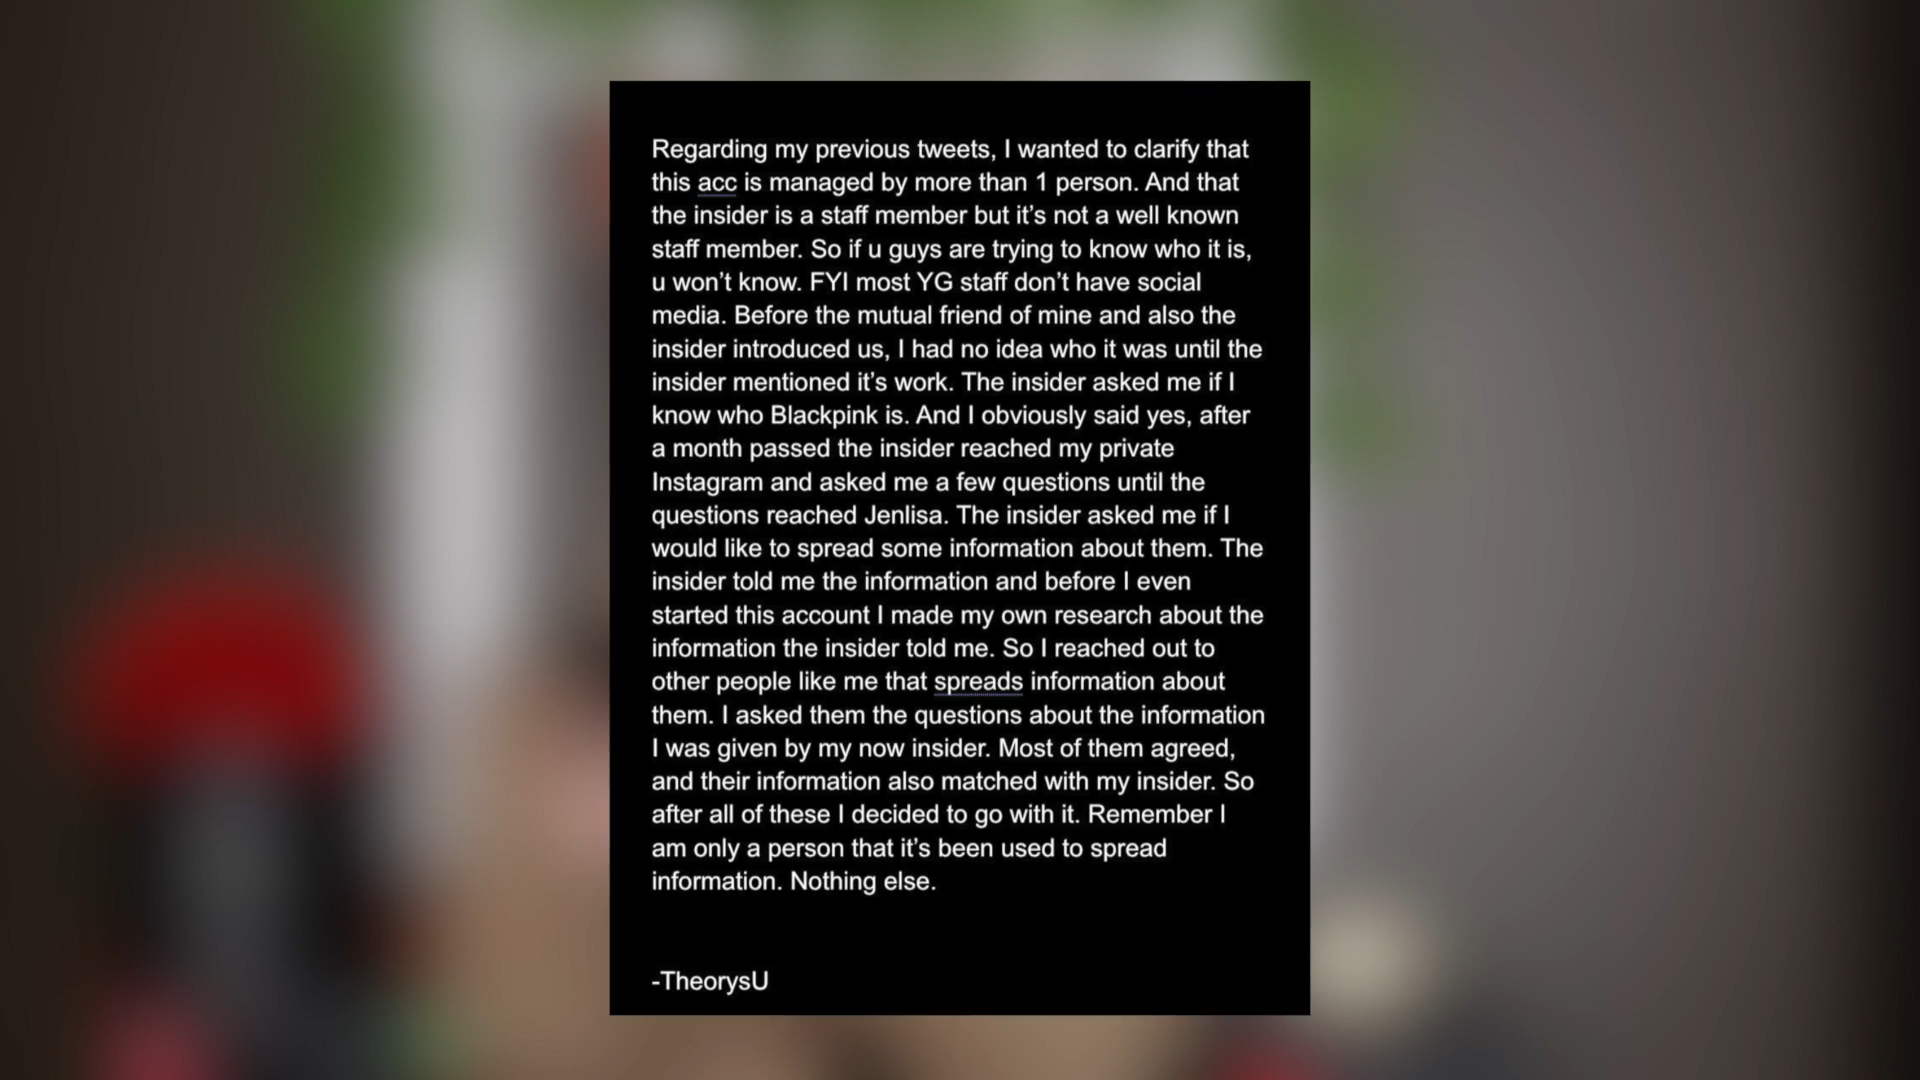 Regarding my previous tweets, I wanted to clarify that
this acc is managed by more than 1 person. And that
the insider is a staff member but it’s not a well known
staff member. So if u guys are trying to know who it is,
u won’t know. FYI most YG staff don’t have social
media. Before the mutual friend of mine and also the
insider introduced us, I had no idea who it was until the
insider mentioned it’s work. The insider asked me if I
know who Blackpink is. And I obviously said yes, after
a month passed the insider reached my private
Instagram and asked me a few questions until the
questions reached Jenlisa. The insider asked me if I
would like to spread some information about them. The
insider told me the information and before I even
started this account I made my own research about the
information the insider told me. So I reached out to
other people like me that spreads information about
them. I asked them the questions about the information
I was given by my now insider. Most of them agreed,
and their information also matched with my insider. So
after all of these I decided to go with it. Remember I
am only a person that it’s been used to spread
information. Nothing else.
-TheorysU